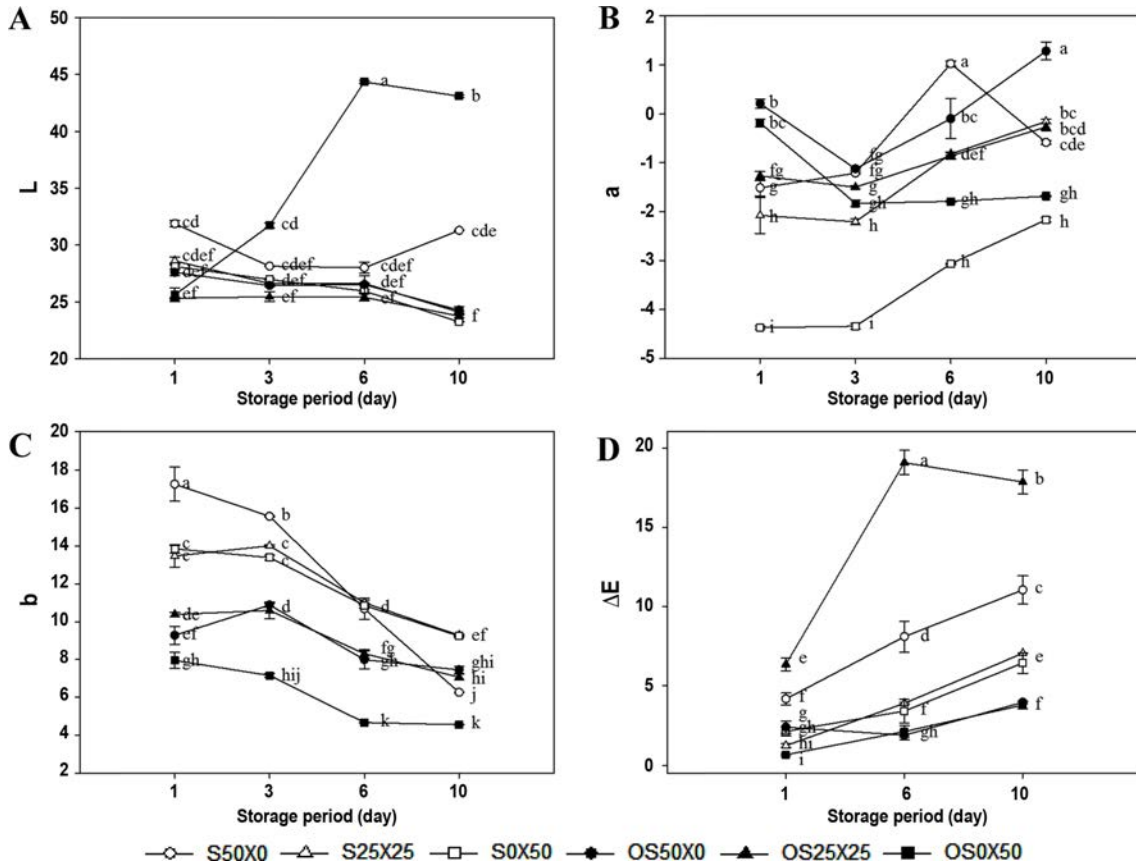 A
50
45
40
35
30
25
20
L
cd
cdef
def
ef
cd
cdef
def
ef
a
cdef
def
ef
b
cde
f
1 3 6 10
Storage period (day)
B
2
1
0
-1
-2
-3
-4
-5
a
b
bc
fg
g
h
i
fg
fg
g
gh
h
i
a
bc
def
gh
h
a
bc
bcd
cde
gh
h
1 3 6 10
Storage period (day)
C
20
18
16
14
12
10
8
6
4
2
b
a
c
c
de
ef
gh
b
c
c
d
hij
d
fg
gh
k
ef
ghi
hi
j
k
1 3 6 10
Storage period (day)
D
20
15
10
5
0
ΔE
e
f
g
gh
hi
i
a
d
f
gh
b
c
e
f
1 6 10
Storage period (day)
S50X0 S25X25 S0X50 OS50X0 OS25X25 OS0X50